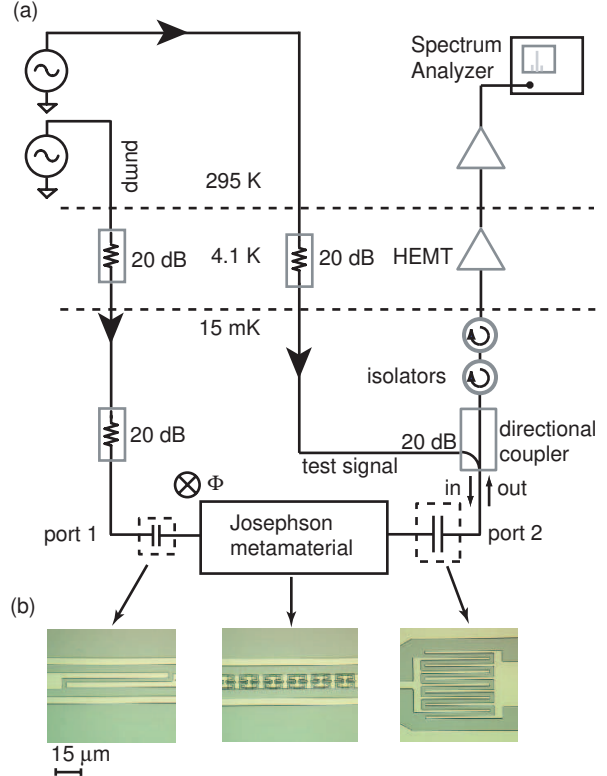 (a)
Spectrum
Analyzer
pump
295 K
20 dB
4.1 K
20 dB
HEMT
15 mK
isolators
20 dB
20 dB
directional
coupler
test signal
in
out
Φ
port 1
Josephson
metamaterial
port 2
(b)
15 μm